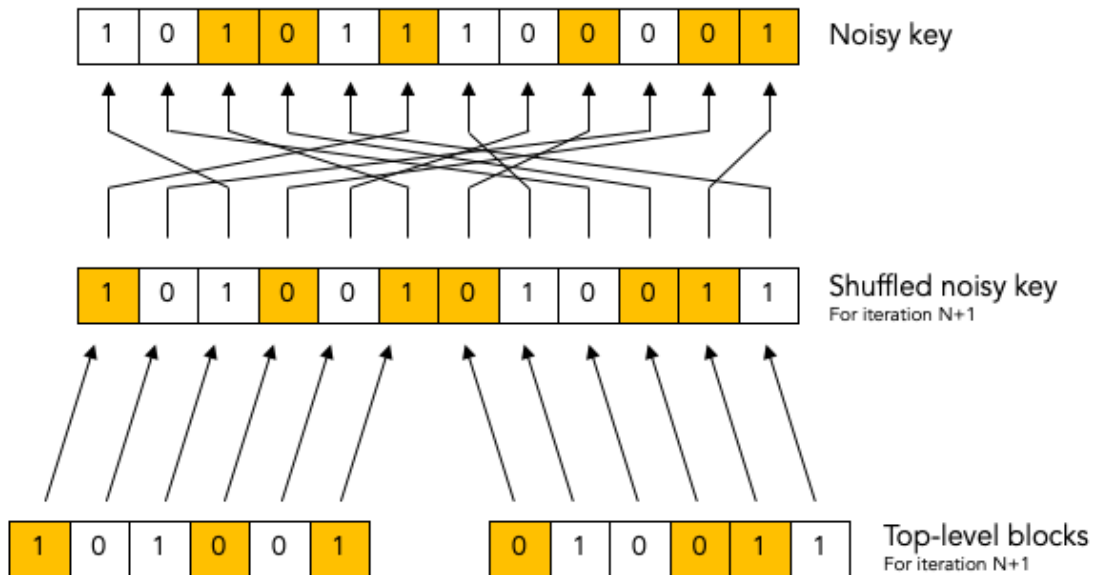 1 0 1 0 1 1 1 0 0 0 0 1 Noisy key
1 0 1 0 0 1 0 1 0 0 1 1 Shuffled noisy key
For iteration N+1
1 0 1 0 0 1 0 1 0 0 1 1 Top-level blocks
For iteration N+1